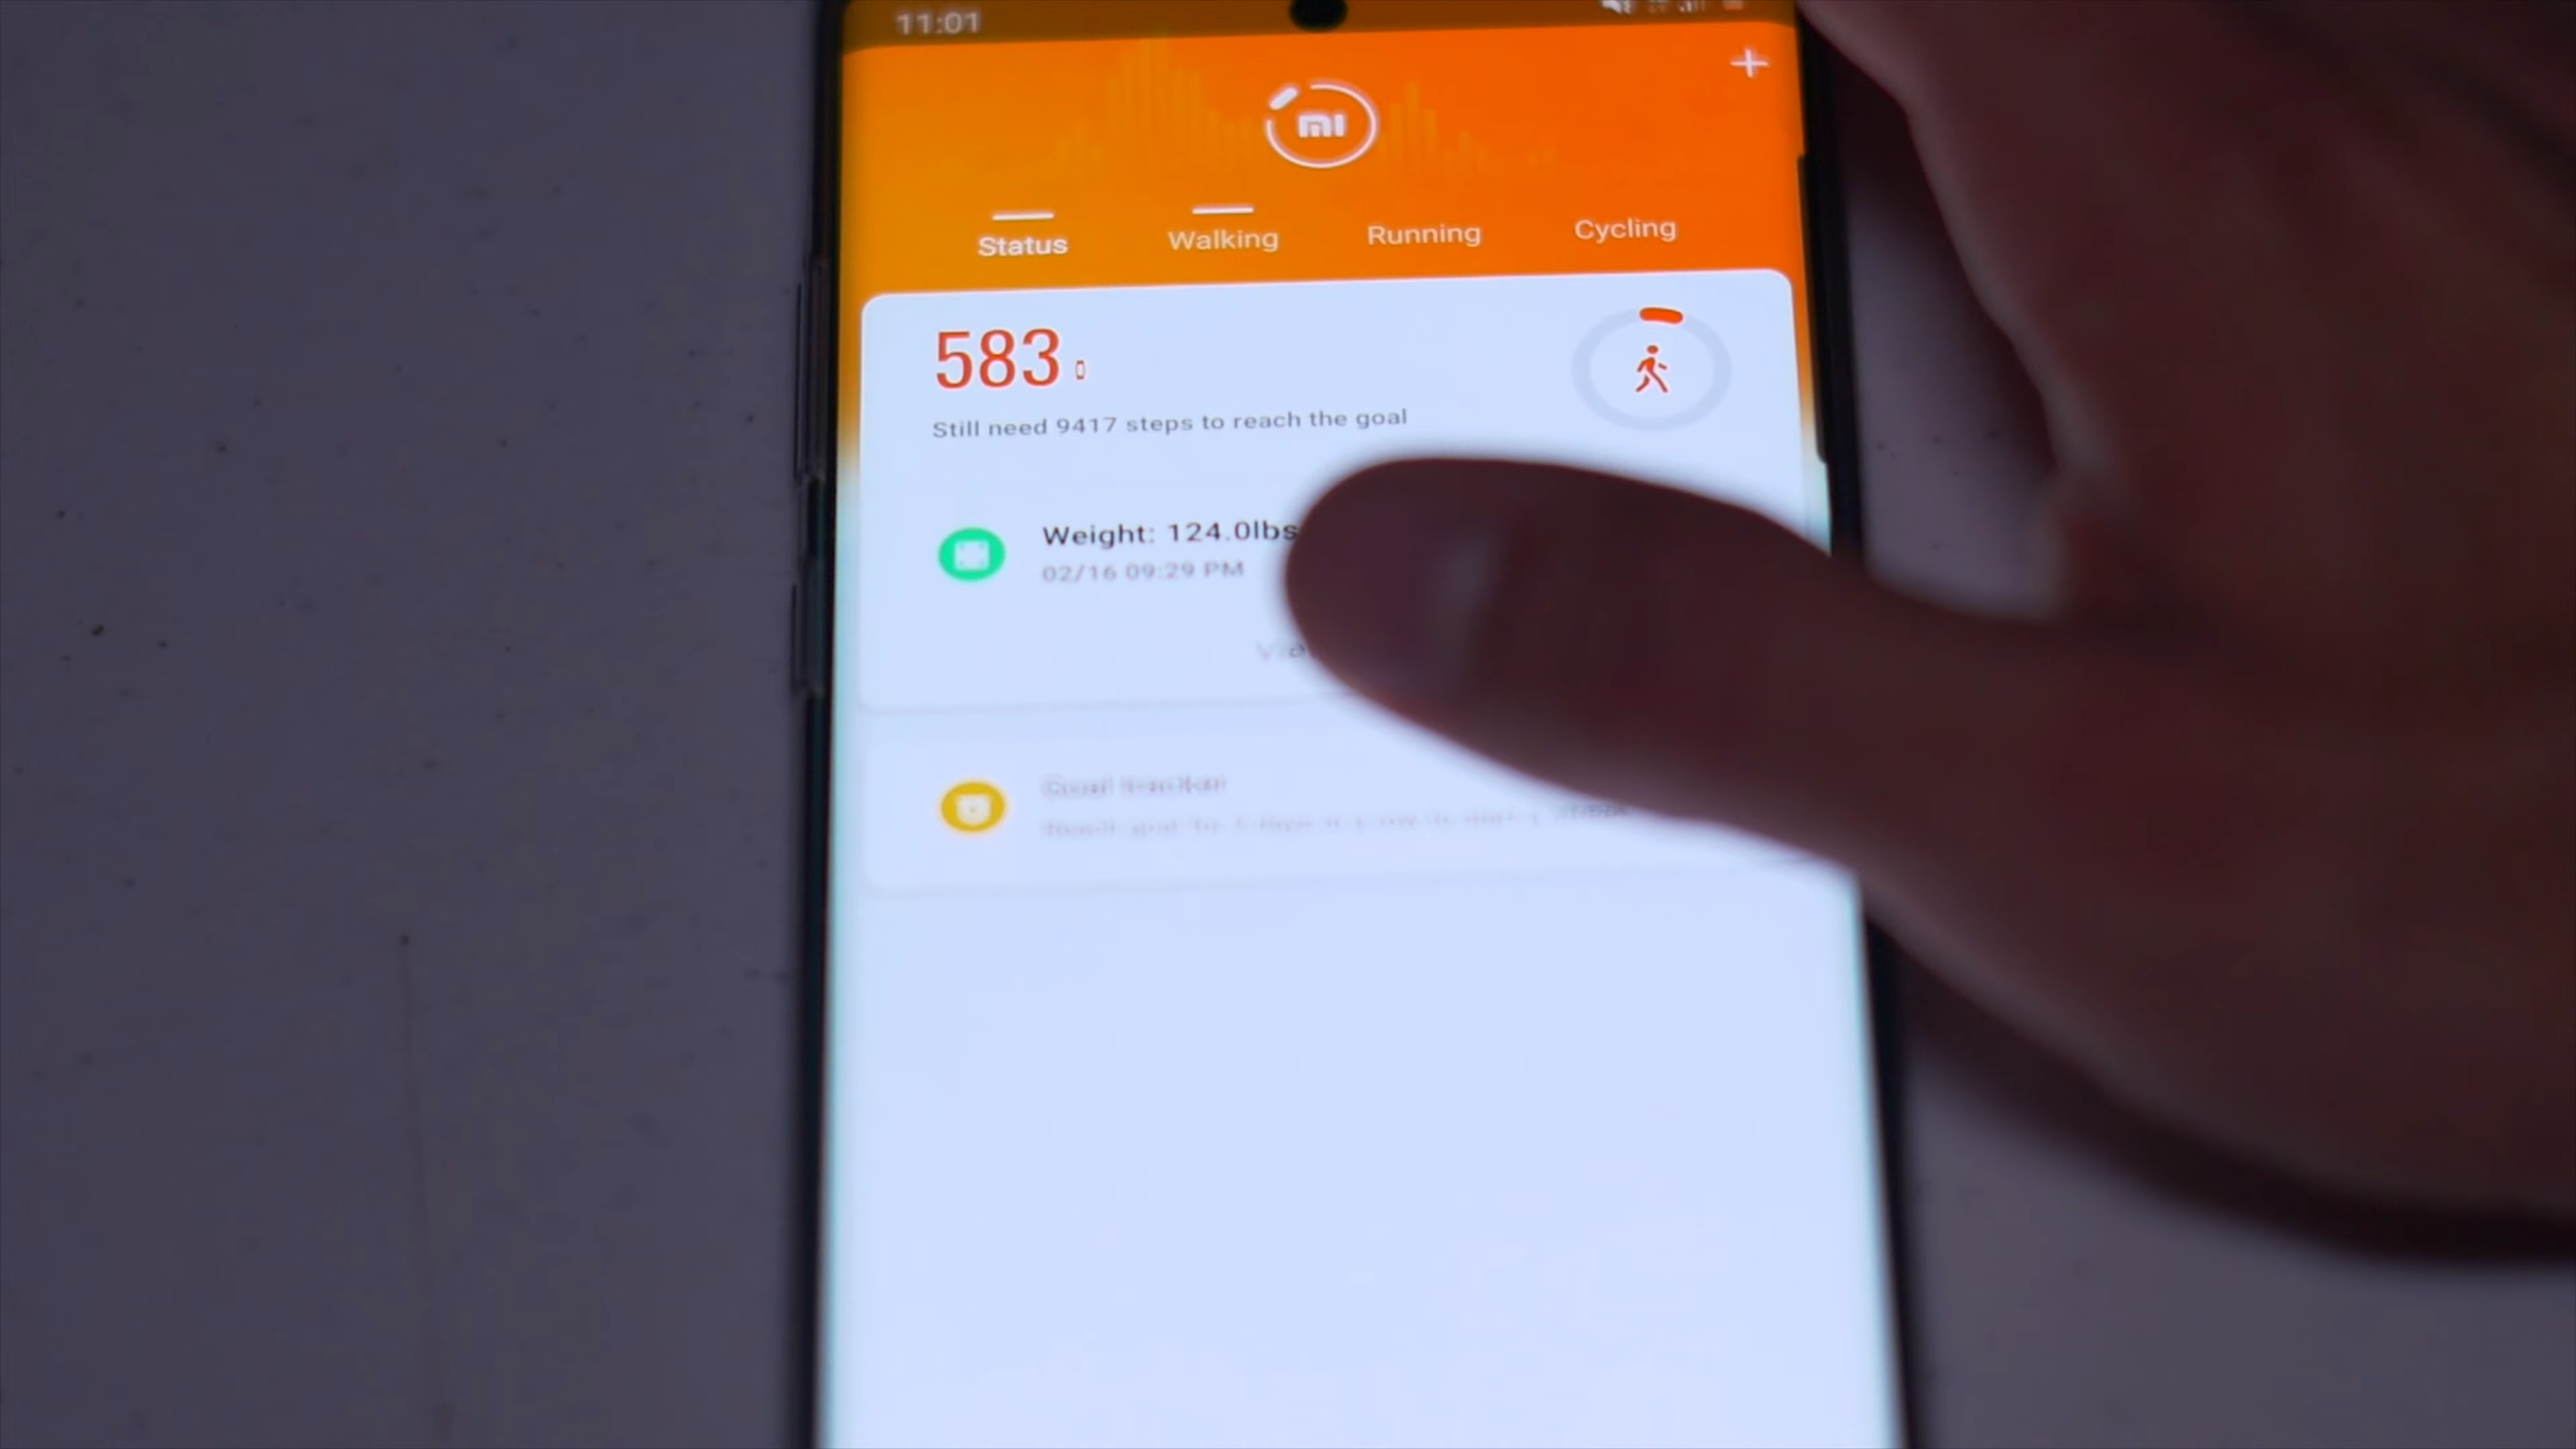 11:01
mi
Status Walking Running Cycling
583
Still need 9417 steps to reach the goal
Weight: 124.0lbs
02/16 09:29 PM